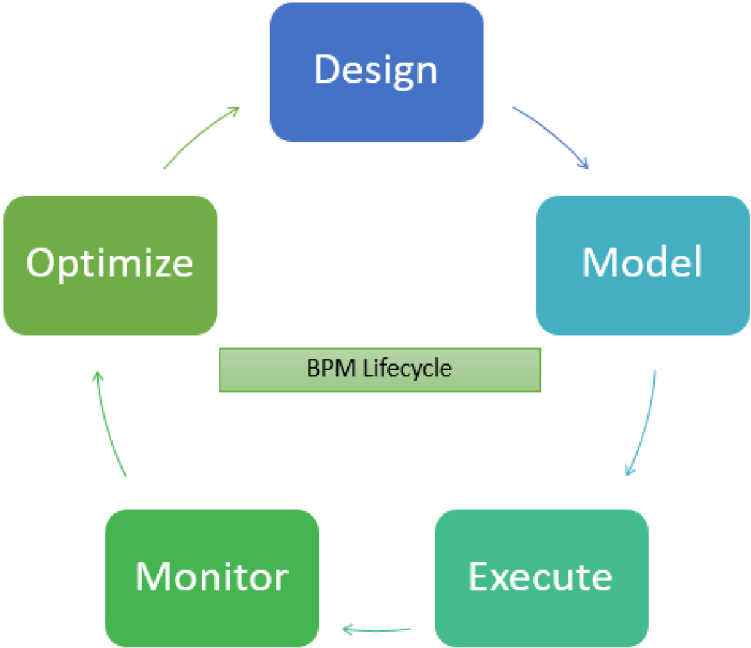 Design
Optimize
Model
BPM Lifecycle
Monitor
Execute